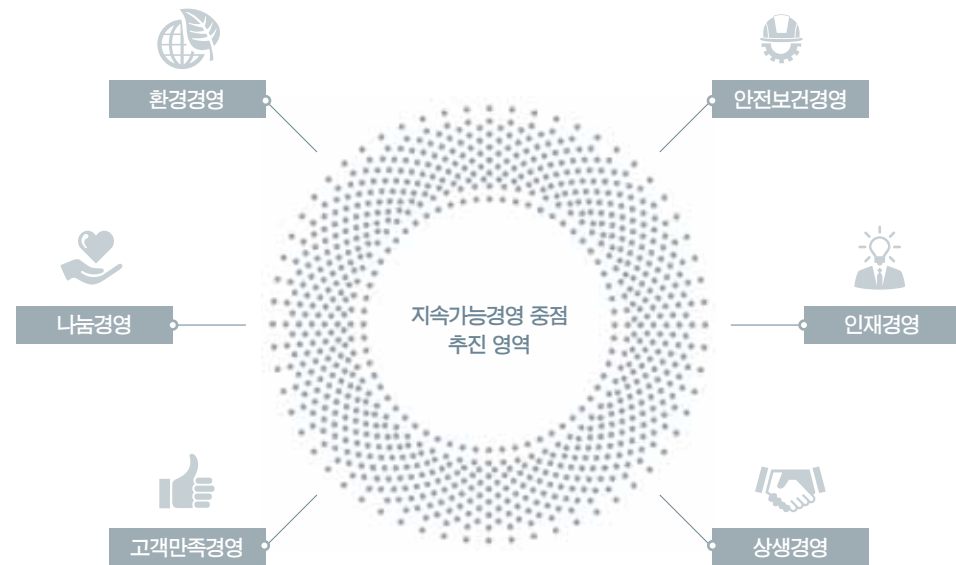 환경경영
안전보건경영
나눔경영
지속가능경영 중점
추진 영역
인재경영
고객만족경영
상생경영